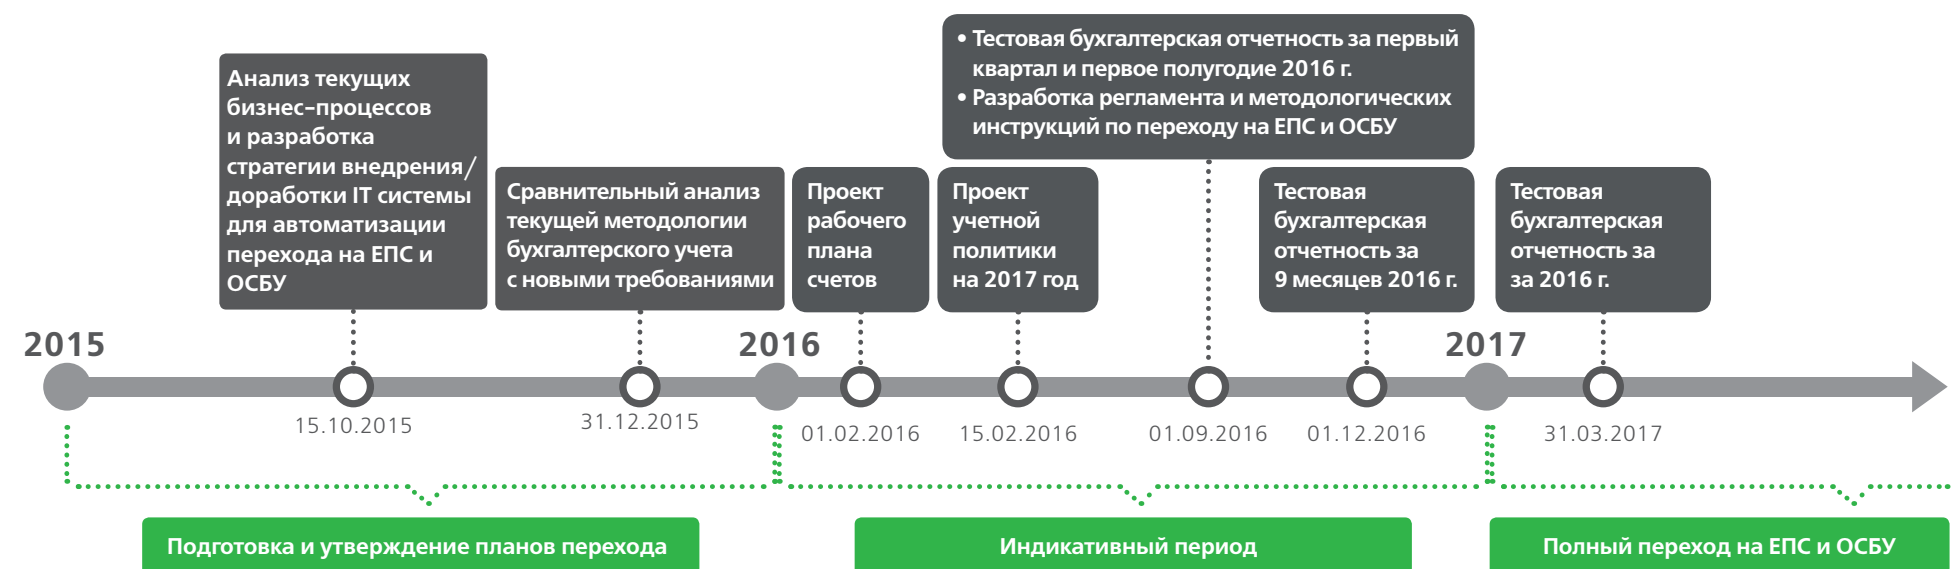 Анализ текущих
бизнес-процессов
и разработка
стратегии внедрения/
доработки IT системы
для автоматизации
перехода на ЕПС и
ОСБУ
Сравнительный анализ
текущей методологии
бухгалтерского учета
с новыми требованиями
Проект
рабочего
плана
счетов
Проект
учетной
политики
на 2017 год
• Тестовая бухгалтерская отчетность за первый
квартал и первое полугодие 2016 г.
• Разработка регламента и методологических
инструкций по переходу на ЕПС и ОСБУ
Тестовая
бухгалтерская
отчетность за
9 месяцев 2016 г.
Тестовая
бухгалтерская
отчетность за
за 2016 г.
2015
2016
2017
15.10.2015
31.12.2015
01.02.2016
15.02.2016
01.09.2016
01.12.2016
31.03.2017
Подготовка и утверждение планов перехода
Индикативный период
Полный переход на ЕПС и ОСБУ